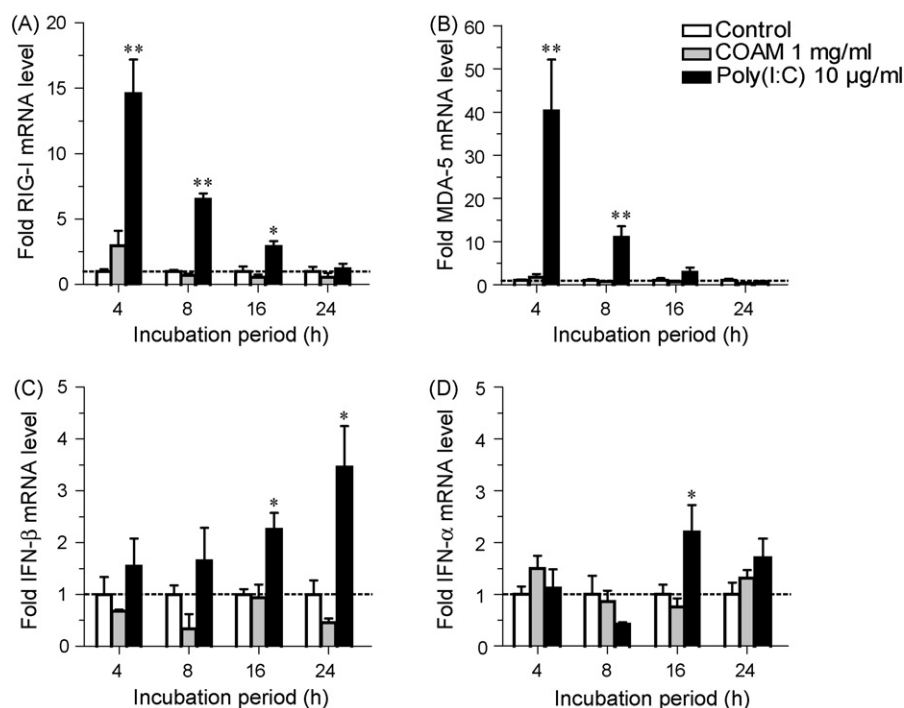 (A)
Fold RIG-I mRNA level
20
15
10
5
0
**
**
*
4 8 16 24
Incubation period (h)
(B)
Fold MDA-5 mRNA level
60
50
40
30
20
10
0
**
**
4 8 16 24
Incubation period (h)
Control
COAM 1 mg/ml
Poly(I:C) 10 µg/ml
(C)
Fold IFN-β mRNA level
5
4
3
2
1
0
*
*
4 8 16 24
Incubation period (h)
(D)
Fold IFN-α mRNA level
5
4
3
2
1
0
*
4 8 16 24
Incubation period (h)